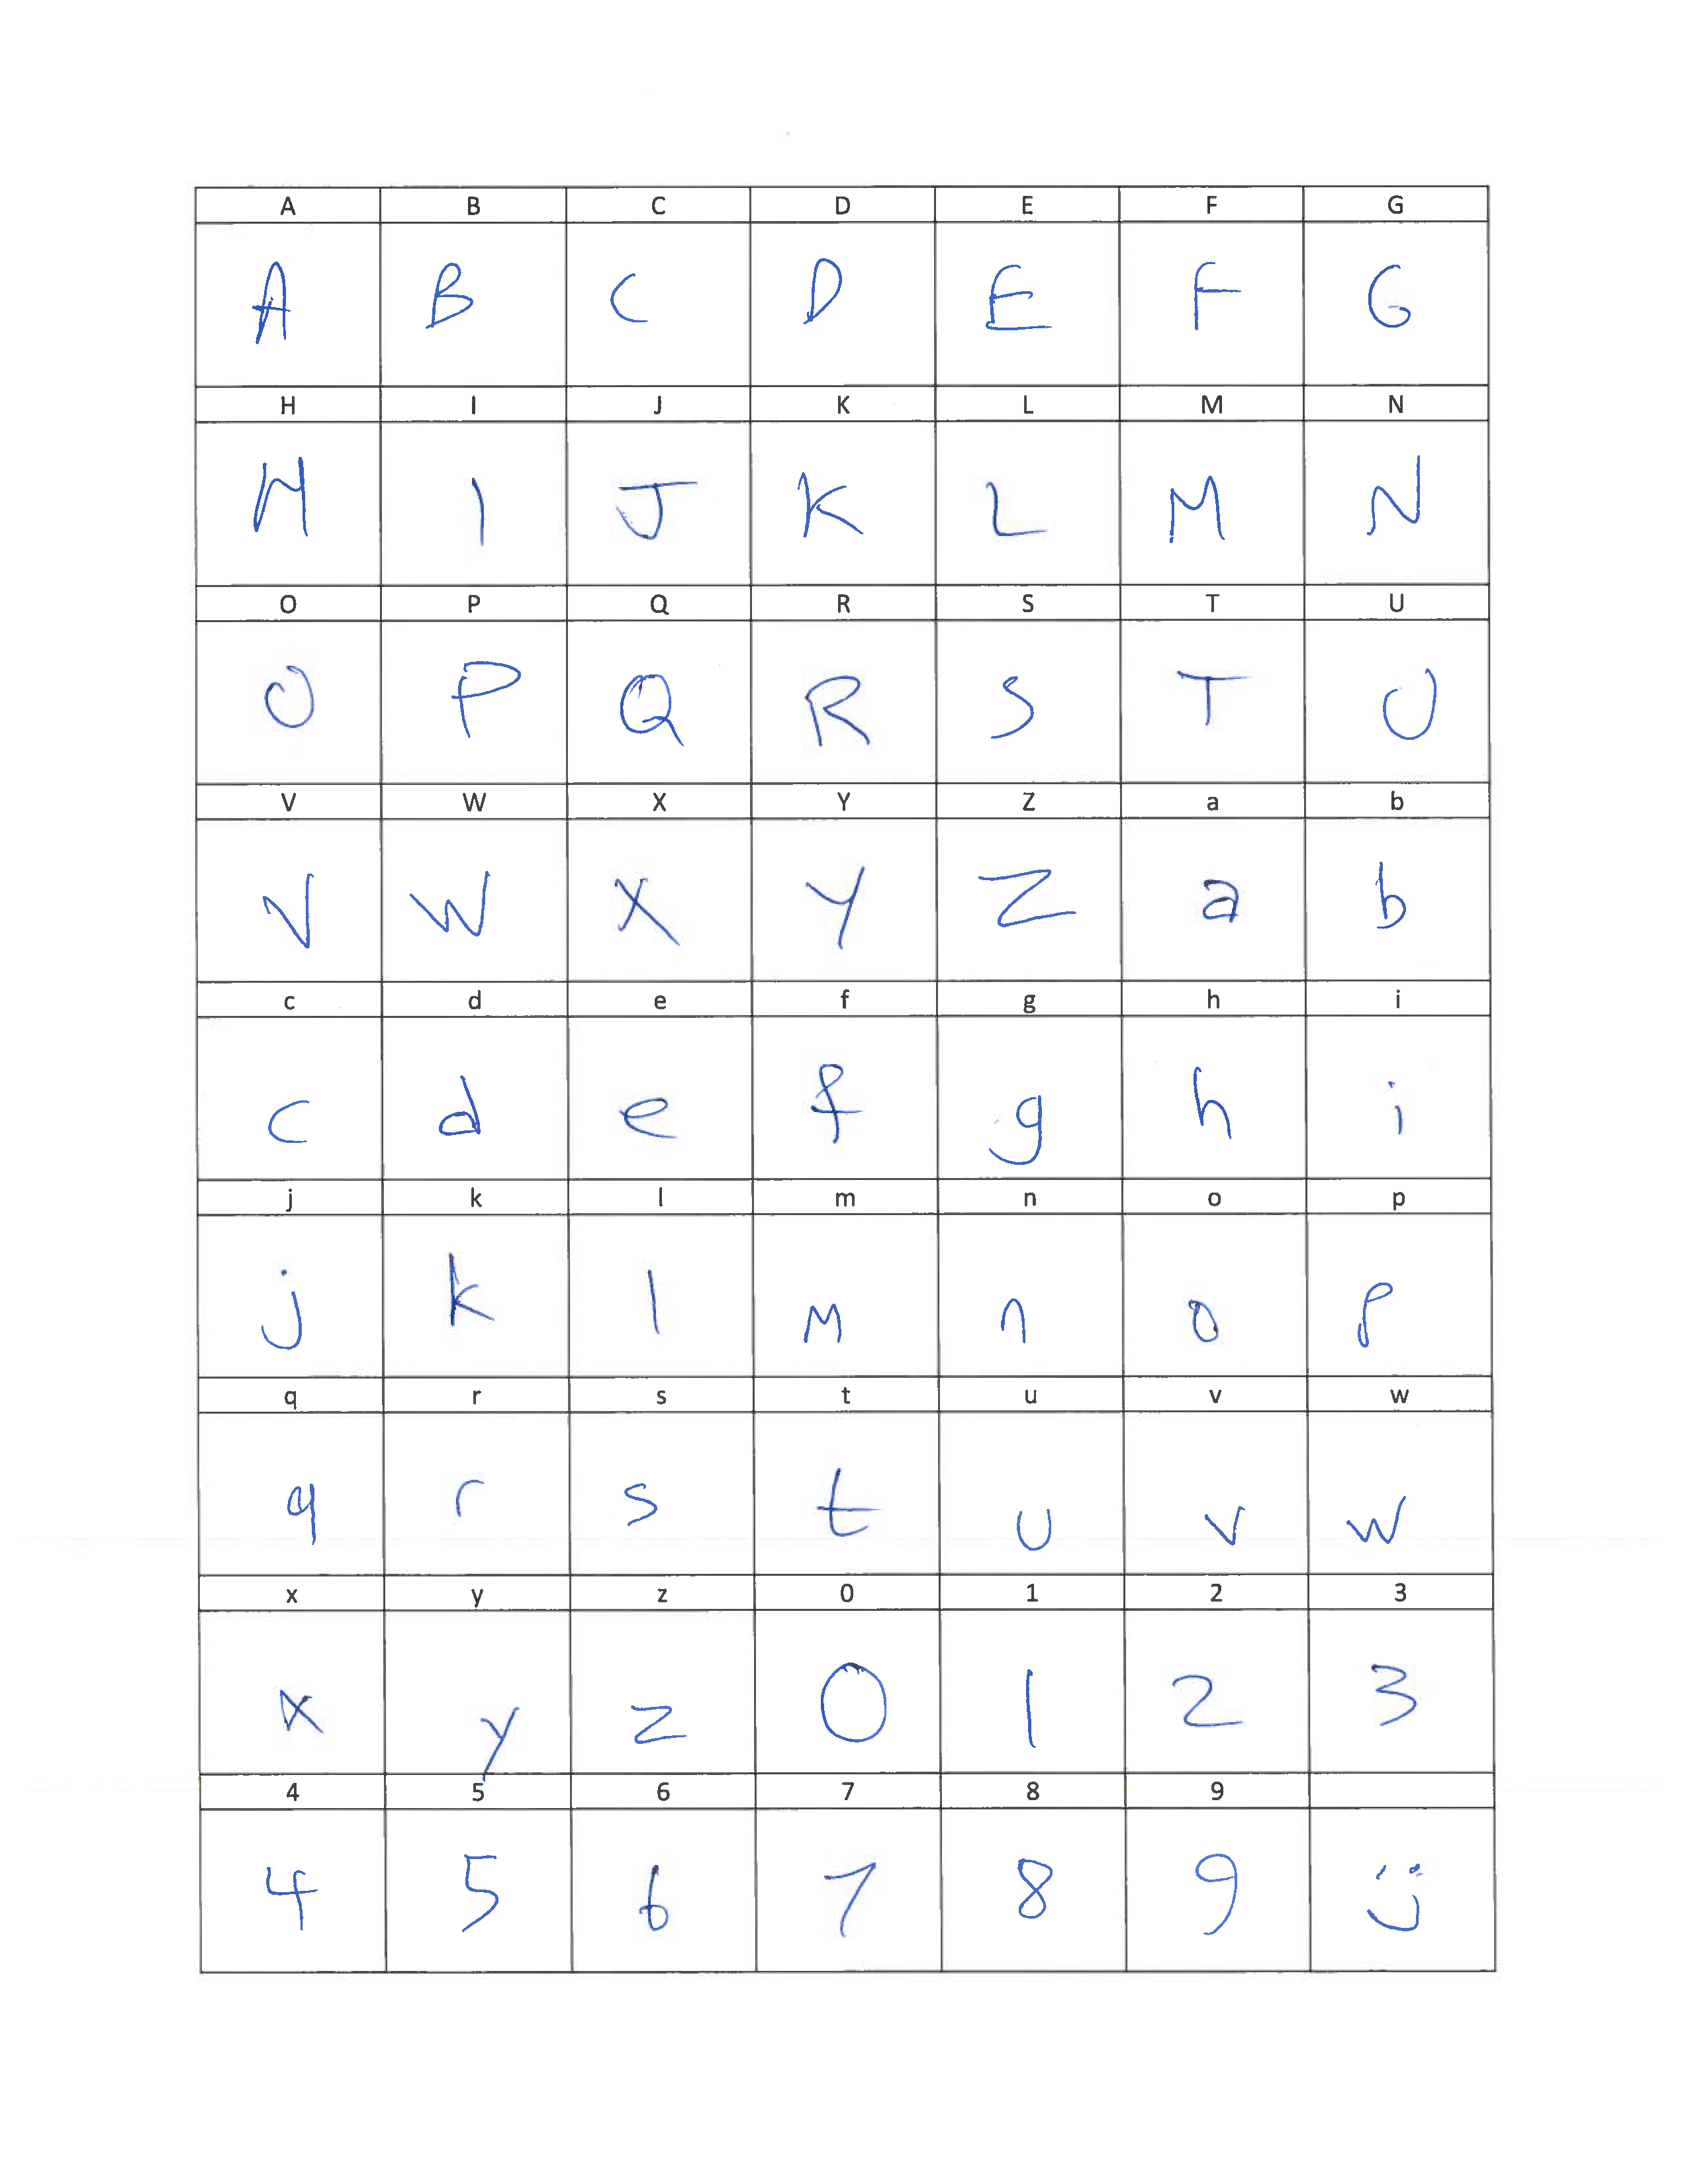 A B C D E F G
A B C D E F G
H I J K L M N
H I J K L M N
O P Q R S T U
O P Q R S T U
V W X Y Z a b
V W X Y Z a b
c d e f g h i
c d e f g h i
j k l m n o p
j k l m n o p
q r s t u v w
q r s t u v w
x y z 0 1 2 3
x y z 0 1 2 3
4 5 6 7 8 9
4 5 6 7 8 9